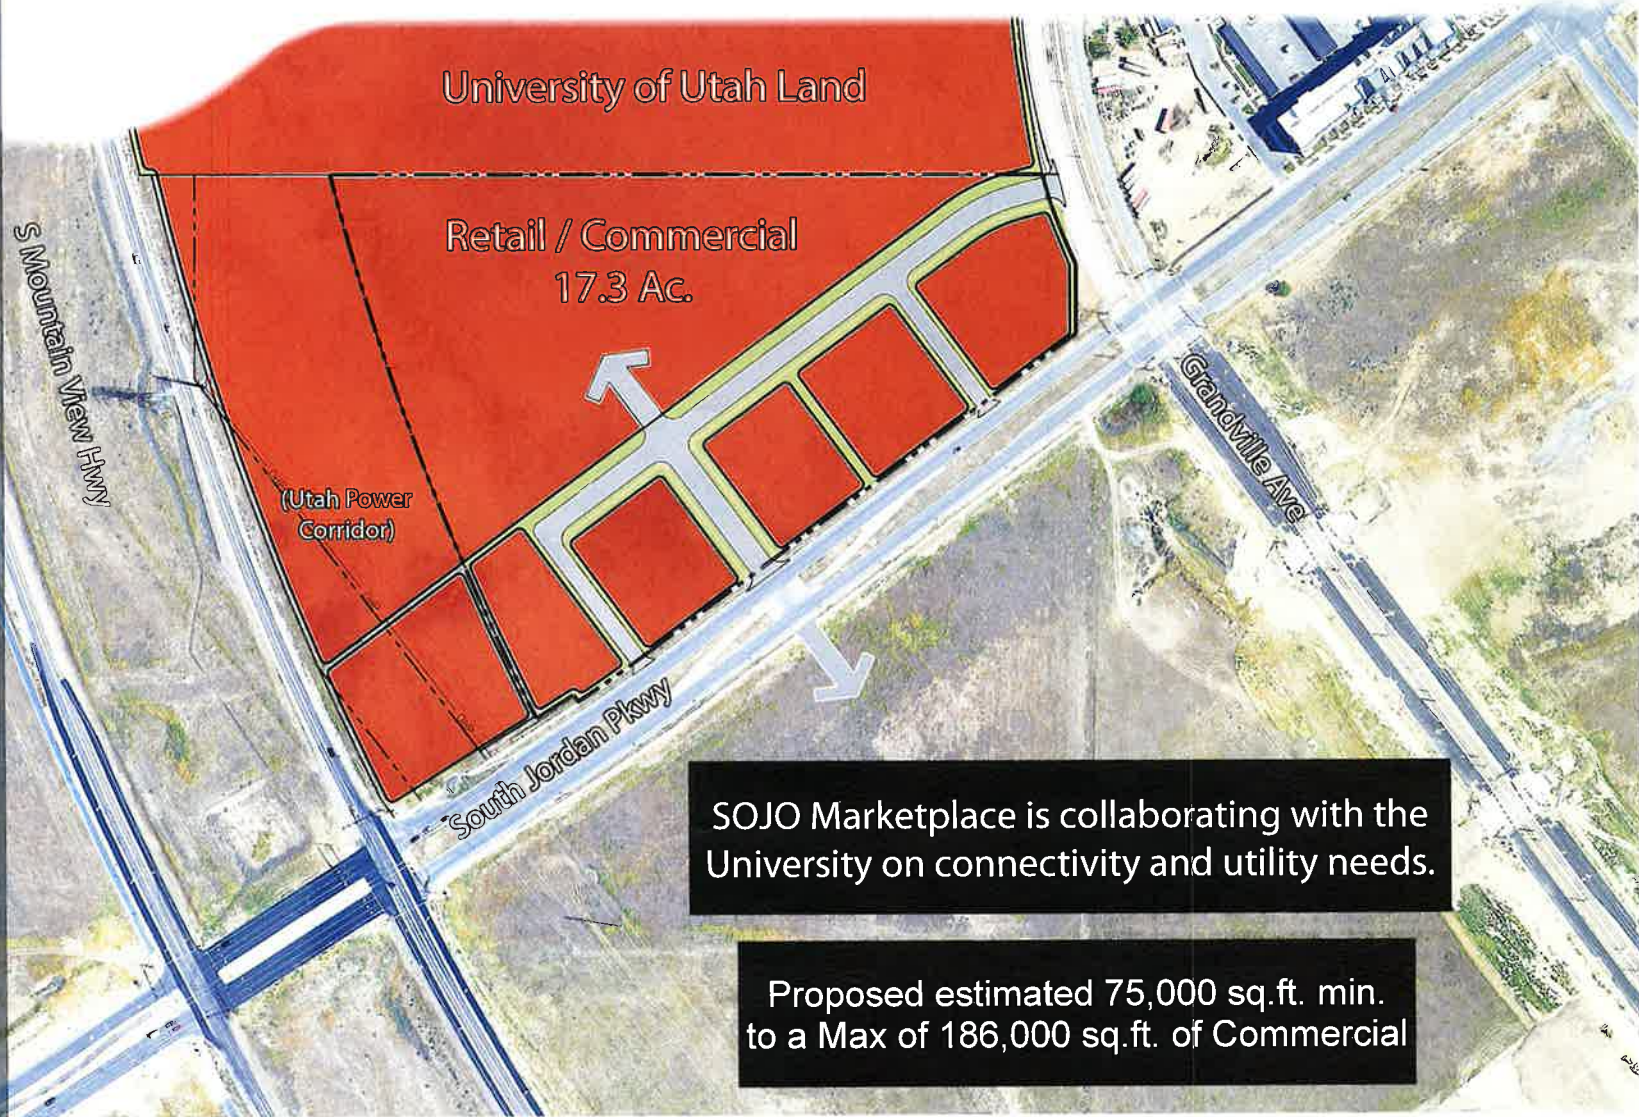 University of Utah Land
Retail / Commercial
17.3 Ac.
S Mountain View Hwy
(Utah Power
Corridor)
Grandville Ave
South Jordan Pkwy
SOJO Marketplace is collaborating with the
University on connectivity and utility needs.
Proposed estimated 75,000 sq.ft. min.
to a Max of 186,000 sq.ft. of Commercial